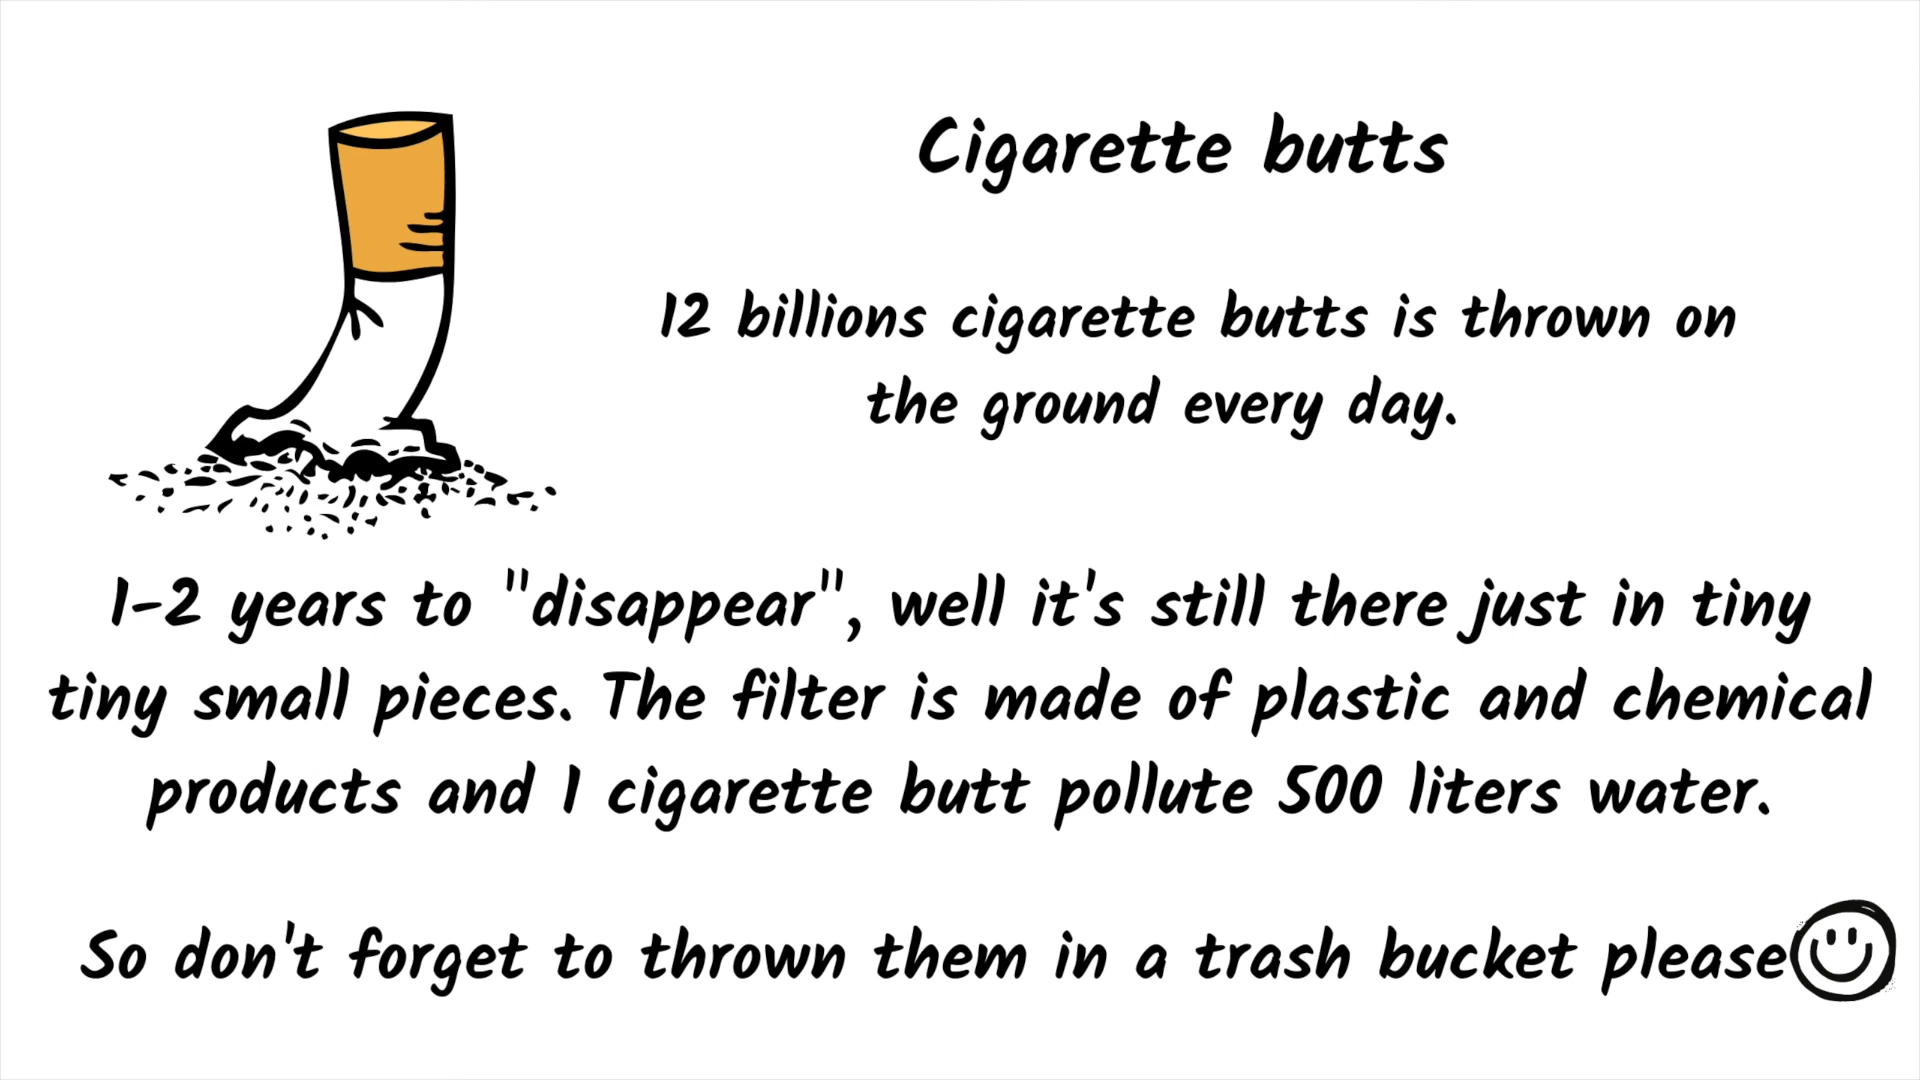 Cigarette butts
12 billions cigarette butts is thrown on
the ground every day.
1-2 years to "disappear", well it's still there just in tiny
tiny small pieces. The filter is made of plastic and chemical
products and 1 cigarette butt pollute 500 liters water.
So don't forget to thrown them in a trash bucket please